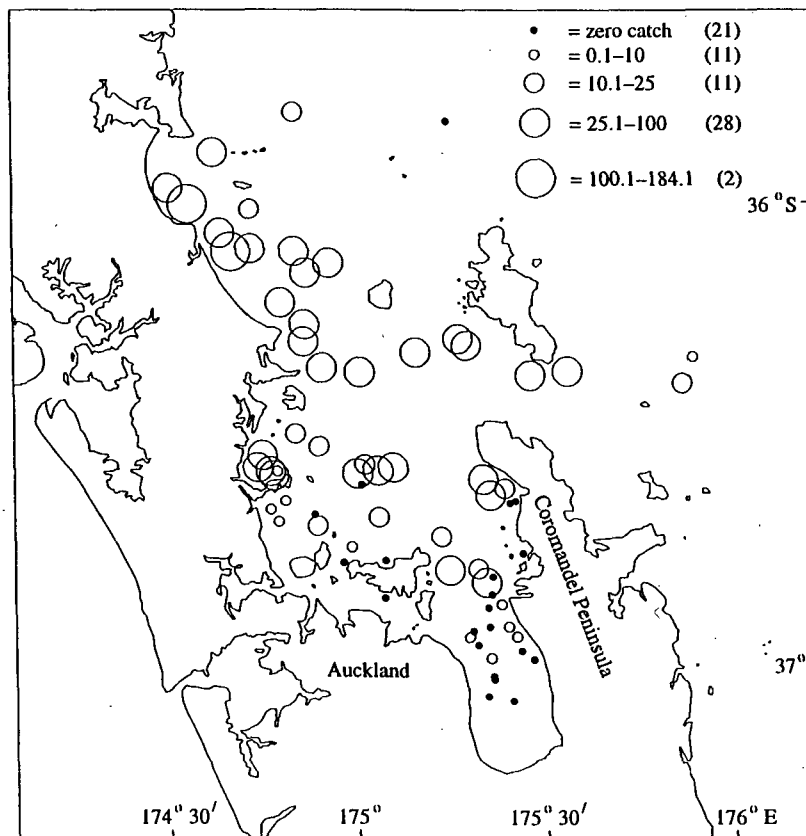 • = zero catch (21)
○ = 0.1–10 (11)
○ = 10.1–25 (11)
○ = 25.1–100 (28)
○ = 100.1–184.1 (2)
36°S
Coromandel Peninsula
Auckland
37°
174° 30′ 175° 175° 30′ 176° E